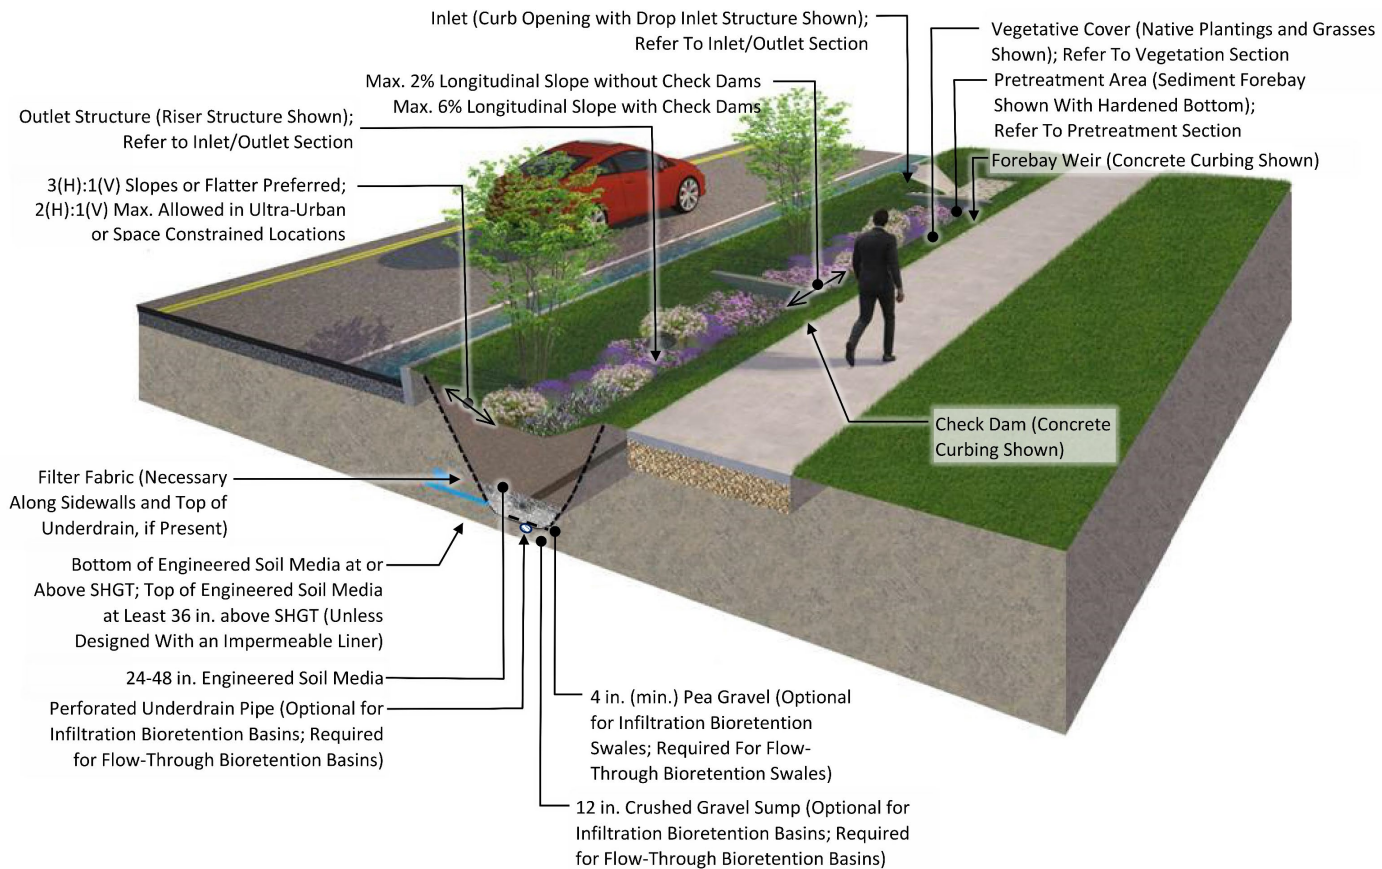 Inlet (Curb Opening with Drop Inlet Structure Shown);
Refer To Inlet/Outlet Section
Vegetative Cover (Native Plantings and Grasses
Shown); Refer To Vegetation Section
Max. 2% Longitudinal Slope without Check Dams
Max. 6% Longitudinal Slope with Check Dams
Pretreatment Area (Sediment Forebay
Shown With Hardened Bottom);
Refer To Pretreatment Section
Outlet Structure (Riser Structure Shown);
Refer to Inlet/Outlet Section
Forebay Weir (Concrete Curbing Shown)
3(H):1(V) Slopes or Flatter Preferred;
2(H):1(V) Max. Allowed in Ultra-Urban
or Space Constrained Locations
Check Dam (Concrete
Curbing Shown)
Filter Fabric (Necessary
Along Sidewalls and Top of
Underdrain, if Present)
Bottom of Engineered Soil Media at or
Above SHGT; Top of Engineered Soil Media
at Least 36 in. above SHGT (Unless
Designed With an Impermeable Liner)
24-48 in. Engineered Soil Media
Perforated Underdrain Pipe (Optional for
Infiltration Bioretention Basins; Required
for Flow-Through Bioretention Basins)
4 in. (min.) Pea Gravel (Optional
for Infiltration Bioretention
Swales; Required For Flow-
Through Bioretention Swales)
12 in. Crushed Gravel Sump (Optional for
Infiltration Bioretention Basins; Required
for Flow-Through Bioretention Basins)